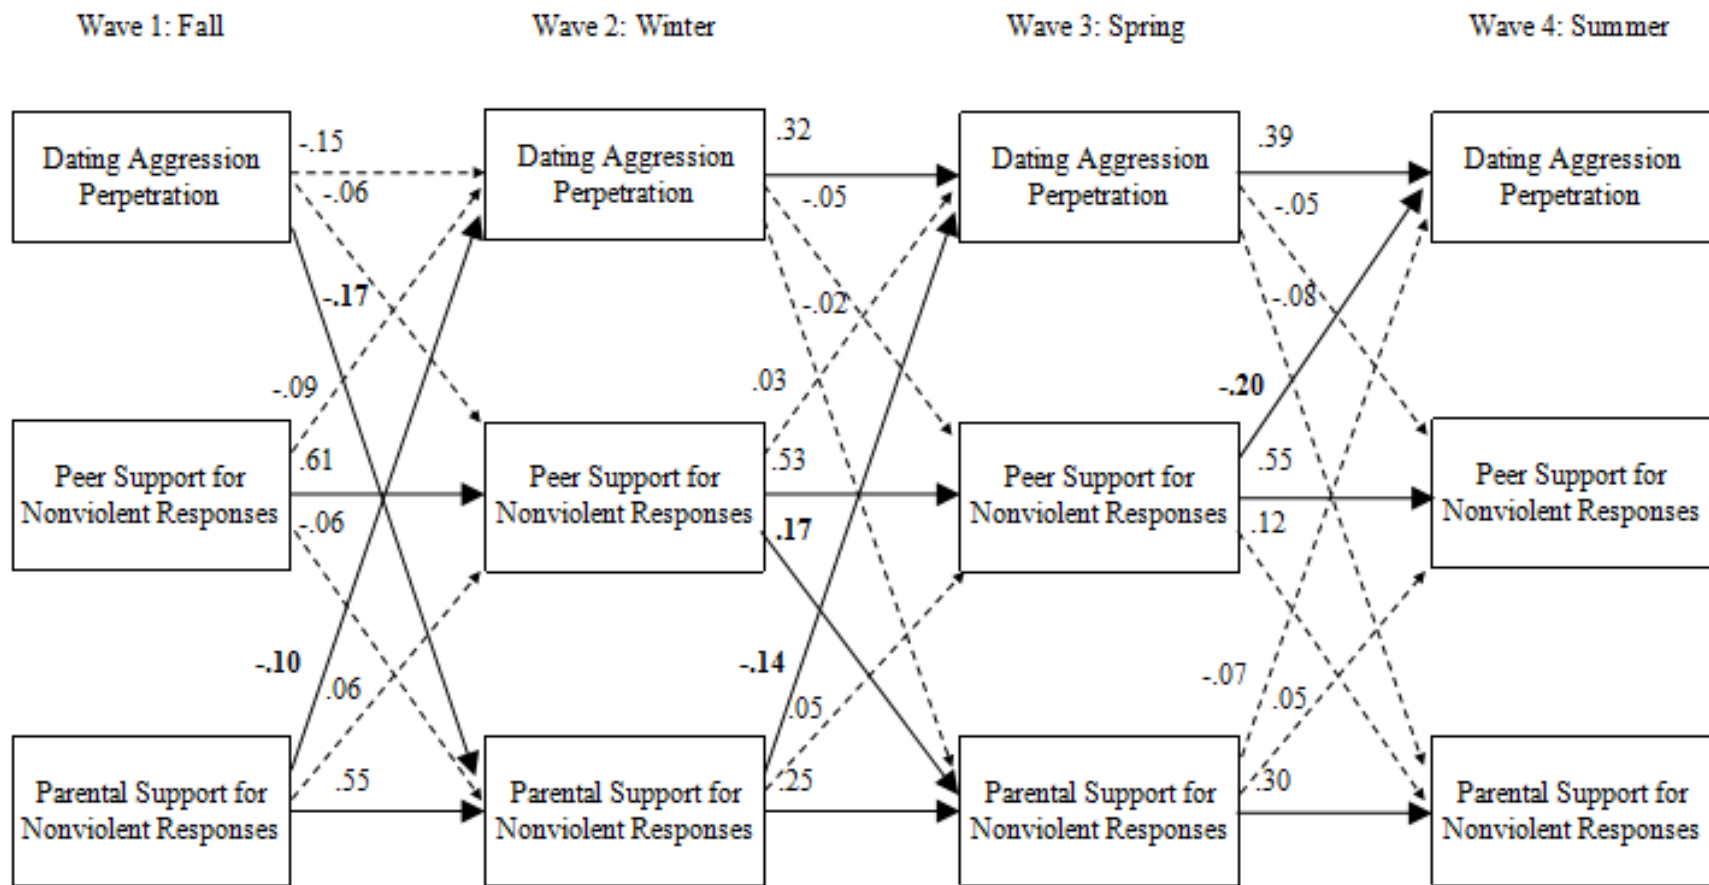 Wave 1: Fall
Wave 2: Winter
Wave 3: Spring
Wave 4: Summer
Dating Aggression
Perpetration
Dating Aggression
Perpetration
Dating Aggression
Perpetration
Dating Aggression
Perpetration
-.15
-.06
-.17
-.09
.32
-.05
-.02
.03
.39
-.05
-.08
-.20
Peer Support for
Nonviolent Responses
Peer Support for
Nonviolent Responses
Peer Support for
Nonviolent Responses
Peer Support for
Nonviolent Responses
.61
-.06
-.10
.06
.53
.17
-.14
.05
.55
.12
-.07
.05
Parental Support for
Nonviolent Responses
Parental Support for
Nonviolent Responses
Parental Support for
Nonviolent Responses
Parental Support for
Nonviolent Responses
.55
.25
.30